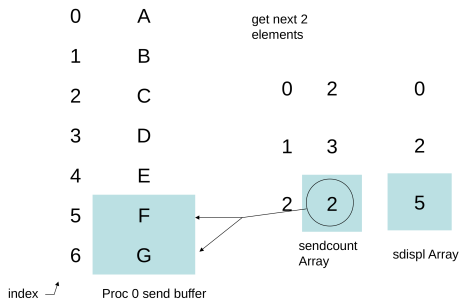 0 A
1 B
2 C
3 D
4 E
5 F
6 G
index
Proc 0 send buffer
get next 2
elements
0 2 0
1 3 2
2 2 5
sendcount
Array
sdispl Array